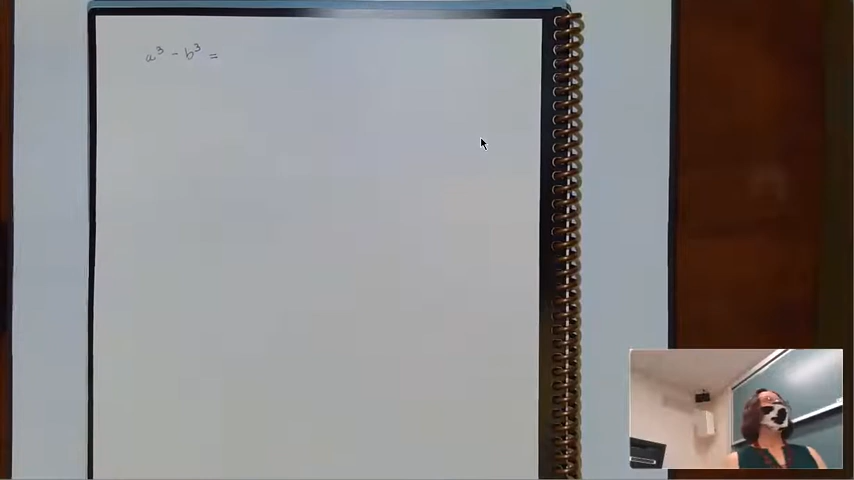 a³ - b³ =